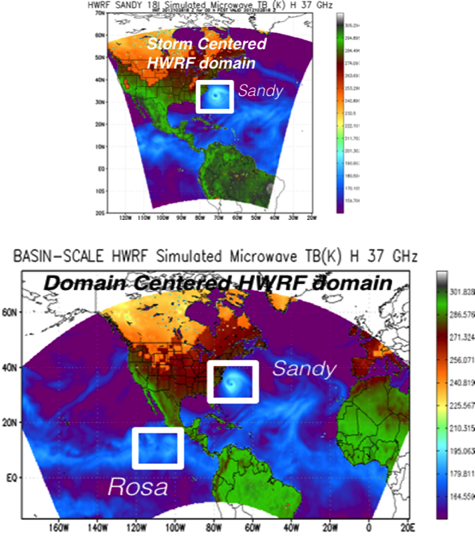 HWRF SANDY 18l Simulated Microwave TB (K) H 37 GHz
70N
Storm Centered
HWRF domain
60N
50N
40N
Sandy
30N
20N
10N
EQ
10S
20S
120W 110W 100W 90W 80W 70W 60W 50W 40W 30W 20W
BASIN-SCALE HWRF Simulated Microwave TB(K) H 37 GHz
Domain Centered HWRF domain
60N
40N
Sandy
20N
EQ
Rosa
160W 140W 120W 100W 80W 60W 40W 20W 0 20E
301.828
286.576
271.324
256.071
240.819
225.567
210.315
195.063
179.811
164.559